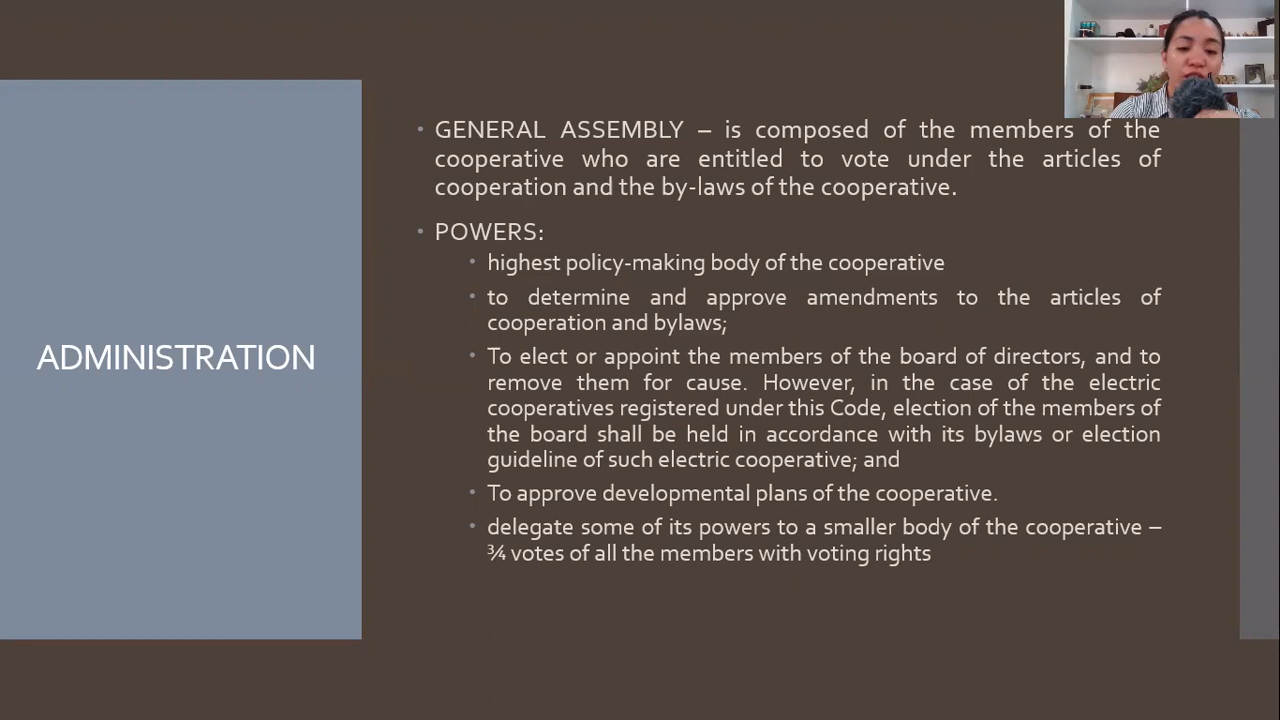 ADMINISTRATION
• GENERAL ASSEMBLY – is composed of the members of the
cooperative who are entitled to vote under the articles of
cooperation and the by-laws of the cooperative.
• POWERS:
• highest policy-making body of the cooperative
• to determine and approve amendments to the articles of
cooperation and bylaws;
• To elect or appoint the members of the board of directors, and to
remove them for cause. However, in the case of the electric
cooperatives registered under this Code, election of the members of
the board shall be held in accordance with its bylaws or election
guideline of such electric cooperative; and
• To approve developmental plans of the cooperative.
• delegate some of its powers to a smaller body of the cooperative –
¾ votes of all the members with voting rights